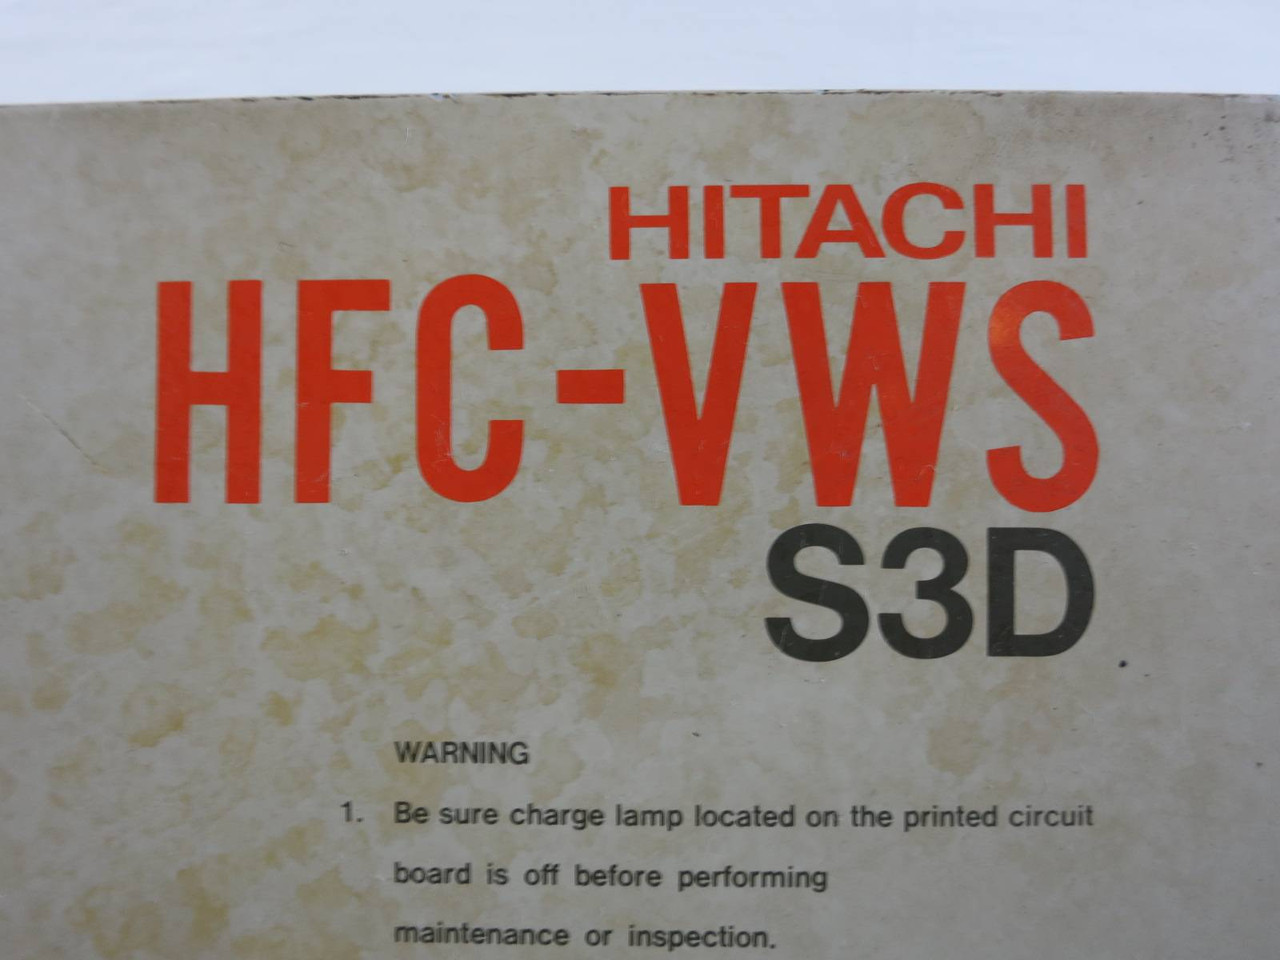 HITACHI
HFC-VWS
S3D
WARNING
1. Be sure charge lamp located on the printed circuit
board is off before performing
maintenance or inspection.